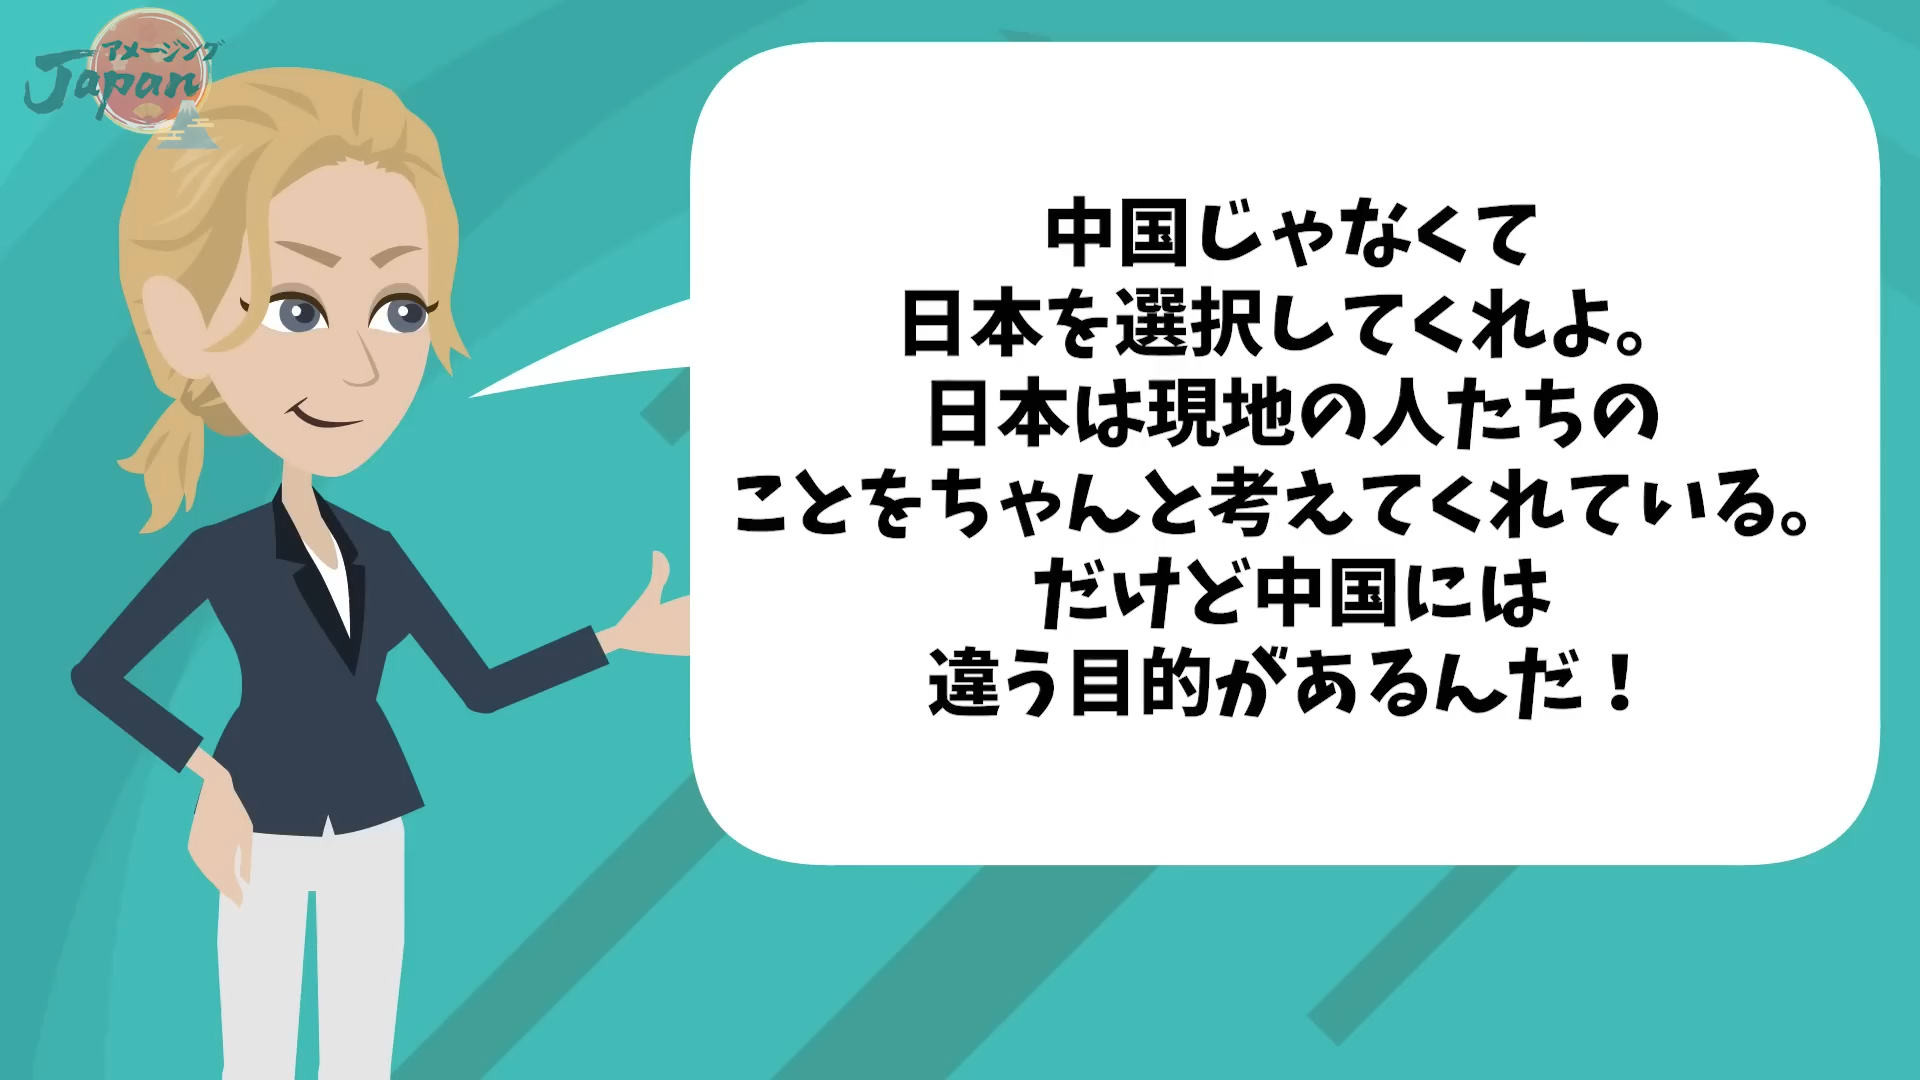 アメージング
Japan
中国じゃなくて
日本を選択してくれよ。
日本は現地の人たちの
ことをちゃんと考えてくれている。
だけど中国には
違う目的があるんだ！